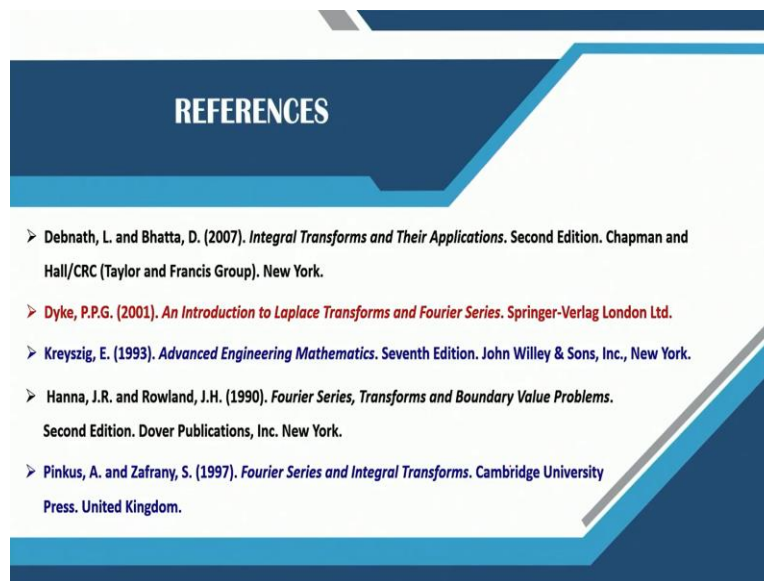 REFERENCES
➢ Debnath, L. and Bhatta, D. (2007). Integral Transforms and Their Applications. Second Edition. Chapman and
Hall/CRC (Taylor and Francis Group). New York.
➢ Dyke, P.P.G. (2001). An Introduction to Laplace Transforms and Fourier Series. Springer-Verlag London Ltd.
➢ Kreyszig, E. (1993). Advanced Engineering Mathematics. Seventh Edition. John Willey & Sons, Inc., New York.
➢ Hanna, J.R. and Rowland, J.H. (1990). Fourier Series, Transforms and Boundary Value Problems.
Second Edition. Dover Publications, Inc. New York.
➢ Pinkus, A. and Zafrany, S. (1997). Fourier Series and Integral Transforms. Cambridge University
Press. United Kingdom.